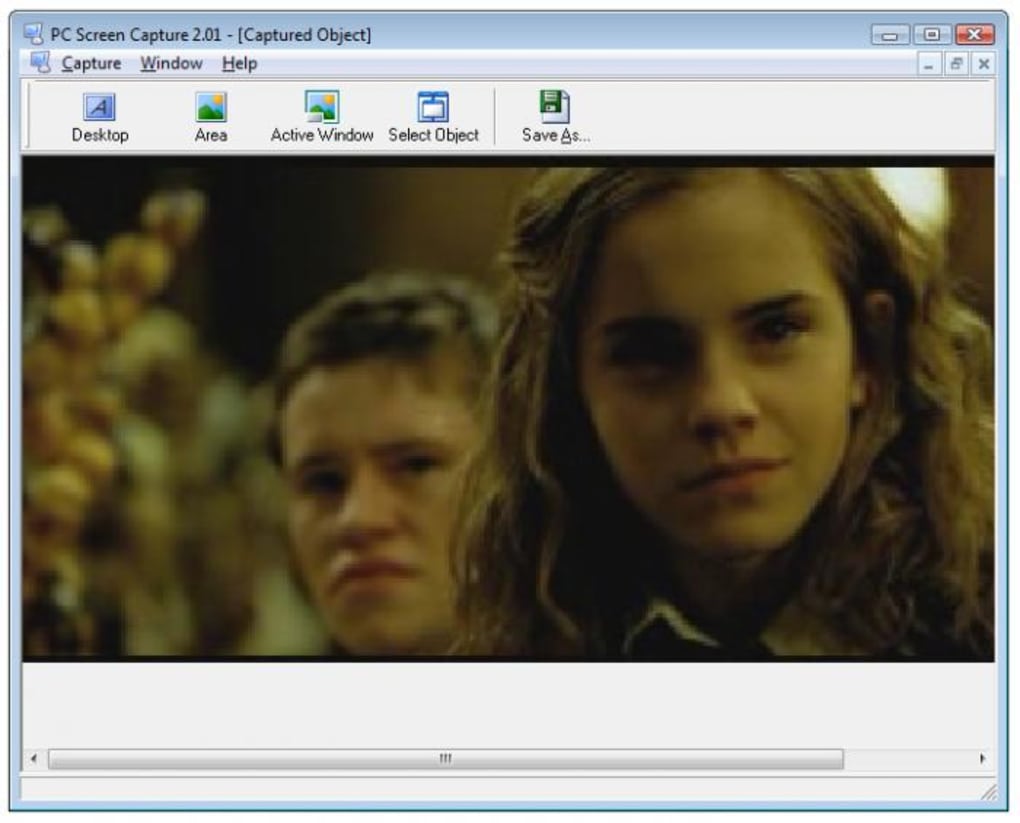 PC Screen Capture 2.01 - [Captured Object]
Capture Window Help
Desktop Area Active Window Select Object Save As...